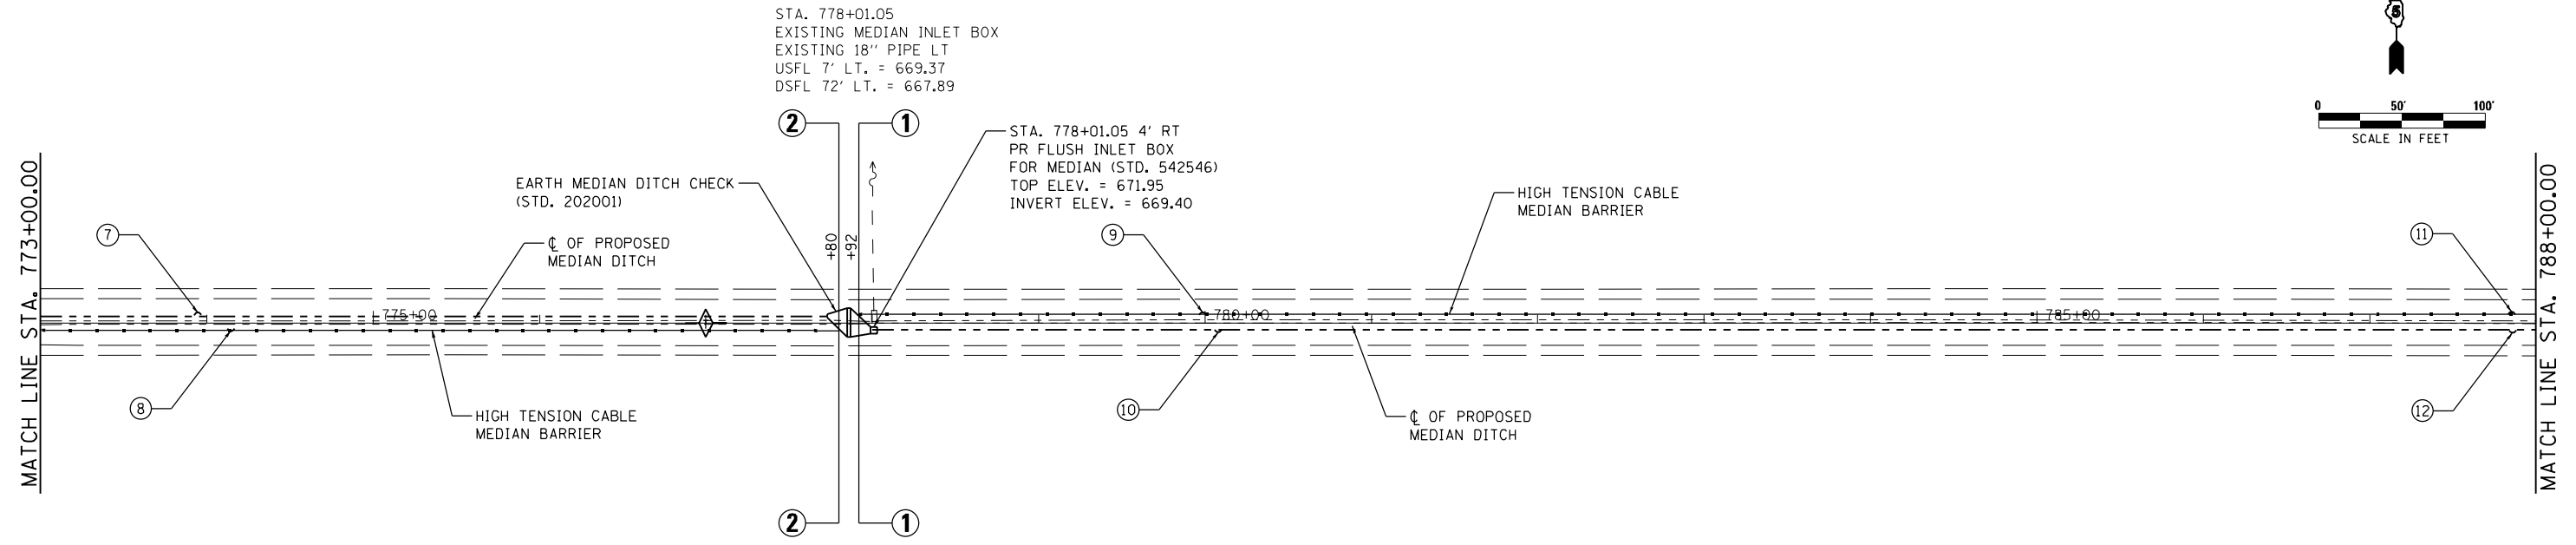 STA. 778+01.05
EXISTING MEDIAN INLET BOX
EXISTING 18" PIPE LT
USFL 7' LT. = 669.37
DSFL 72' LT. = 667.89
5
0 50' 100'
SCALE IN FEET
2 1
STA. 778+01.05 4' RT
PR FLUSH INLET BOX
FOR MEDIAN (STD. 542546)
TOP ELEV. = 671.95
INVERT ELEV. = 669.40
EARTH MEDIAN DITCH CHECK
(STD. 202001)
HIGH TENSION CABLE
MEDIAN BARRIER
MATCH LINE STA. 773+00.00
MATCH LINE STA. 788+00.00
7
℄ OF PROPOSED
MEDIAN DITCH
+80
+92
9
11
775+00
780+00
785+00
8
HIGH TENSION CABLE
MEDIAN BARRIER
10
℄ OF PROPOSED
MEDIAN DITCH
12
2 1